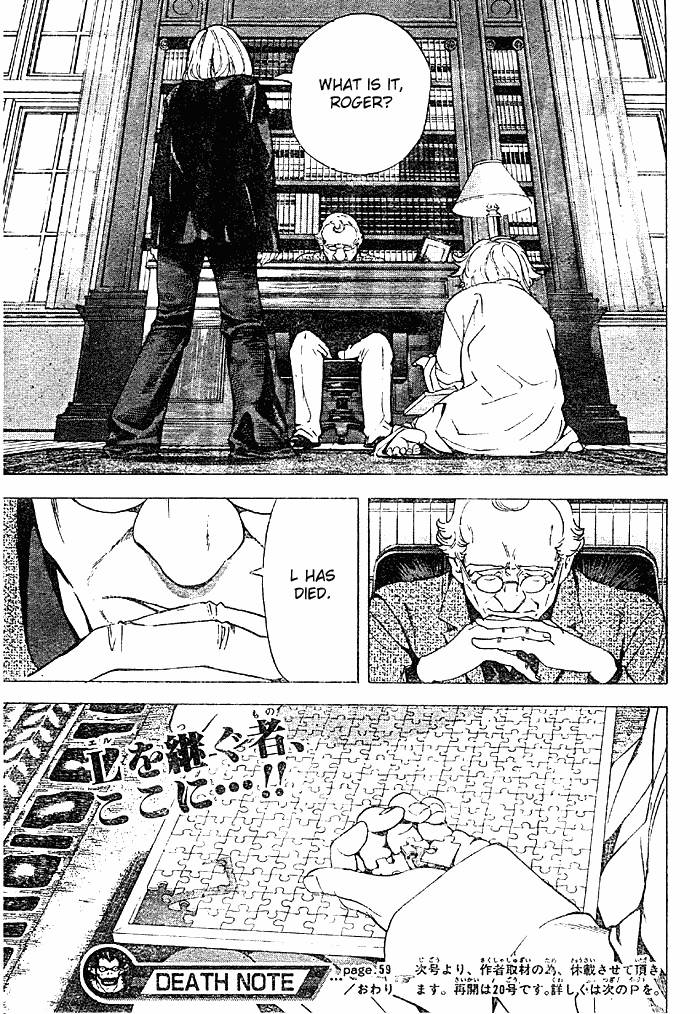 WHAT IS IT,
ROGER?
L HAS
DIED.
Lを継ぐ者、
ここに…!!
DEATH NOTE
page.59
/おわり
次号より、作者取材の為、休載させて頂き
ます。再開は20号です。詳しくは次のPを。